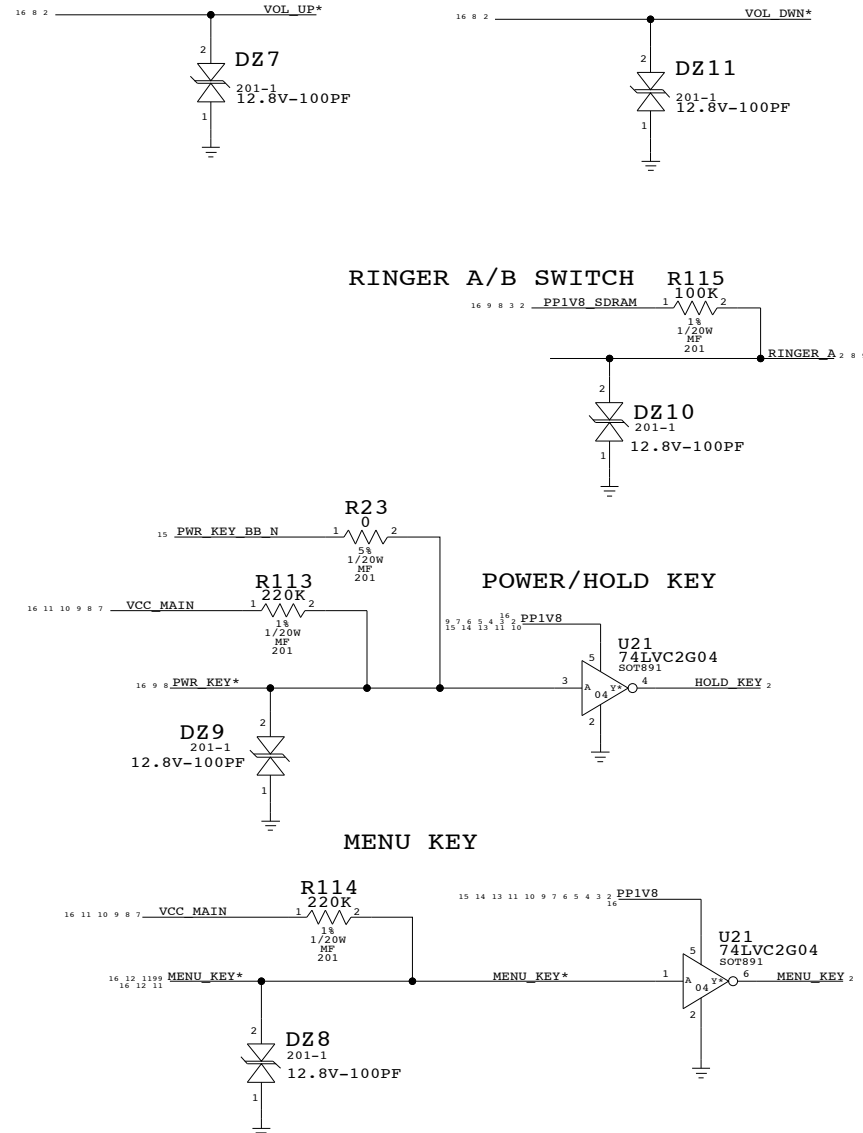 16 8 2 VOL_UP*
2
DZ7
201-1
12.8V-100PF
1
16 8 2 VOL_DWN*
2
DZ11
201-1
12.8V-100PF
1
RINGER A/B SWITCH
R115
100K
16 9 8 3 2 PP1V8_SDRAM 1 2
1%
1/20W
MF
201
RINGER_A 2 8
2
DZ10
201-1
12.8V-100PF
1
R23
0
15 PWR_KEY_BB_N 1 2
5%
1/20W
MF
201
R113
220K
16 11 10 9 8 7 VCC_MAIN 1 2
1%
1/20W
MF
201
POWER/HOLD KEY
16
9 7 6 5 4 3 2 PP1V8
15 14 13 11 10
U21
74LVC2G04
SOT891
5
16 9 8 PWR_KEY* 3 A 04 Y* 4 HOLD_KEY 2
2
2
DZ9
201-1
12.8V-100PF
1
MENU KEY
R114
220K
16 11 10 9 8 7 VCC_MAIN 1 2
1%
1/20W
MF
201
15 14 13 11 10 9 7 6 5 4 3 2 PP1V8
16
U21
74LVC2G04
SOT891
5
16 12 1199 MENU_KEY* MENU_KEY* 1 A 04 Y* 6 MENU_KEY 2
16 12 11
2
2
DZ8
201-1
12.8V-100PF
1